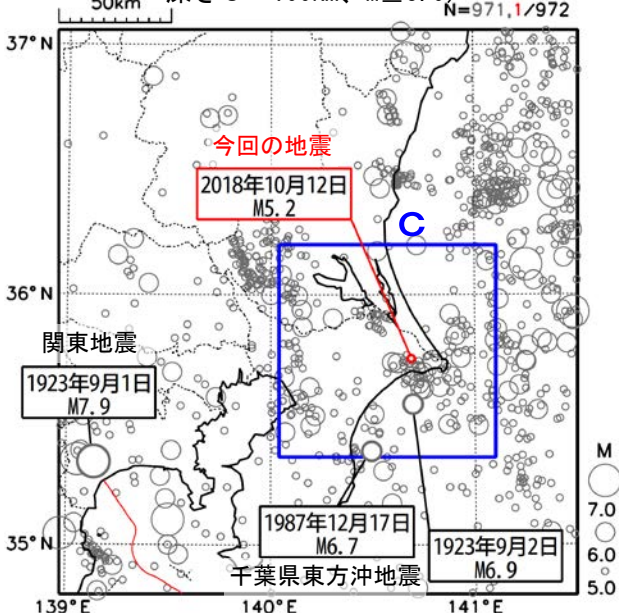 50km
N=971,1/972
37°N
今回の地震
2018年10月12日
M5.2
C
36°N
関東地震
1923年9月1日
M7.9
M
7.0
1987年12月17日
M6.7
1923年9月2日
M6.9
35°N
6.0
千葉県東方沖地震
5.0
139°E
140°E
141°E